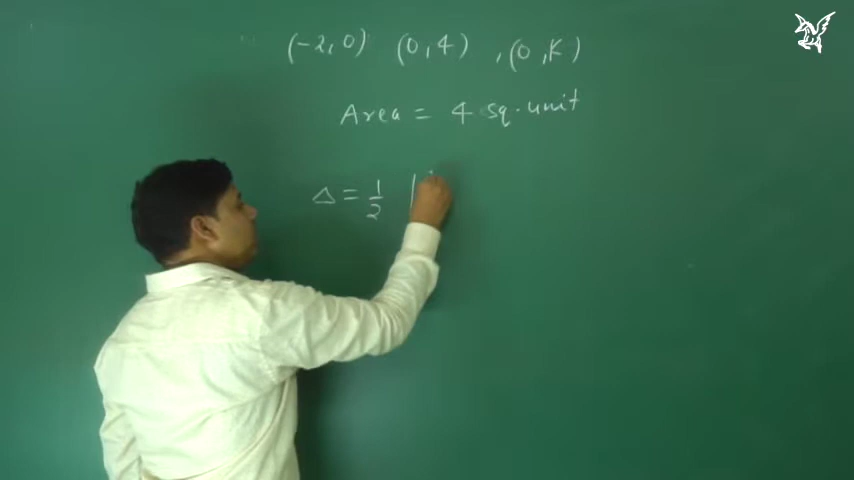 (-2,0) (0,4) ,(0,K)
Area = 4 sq.unit
Δ = 1/2 |